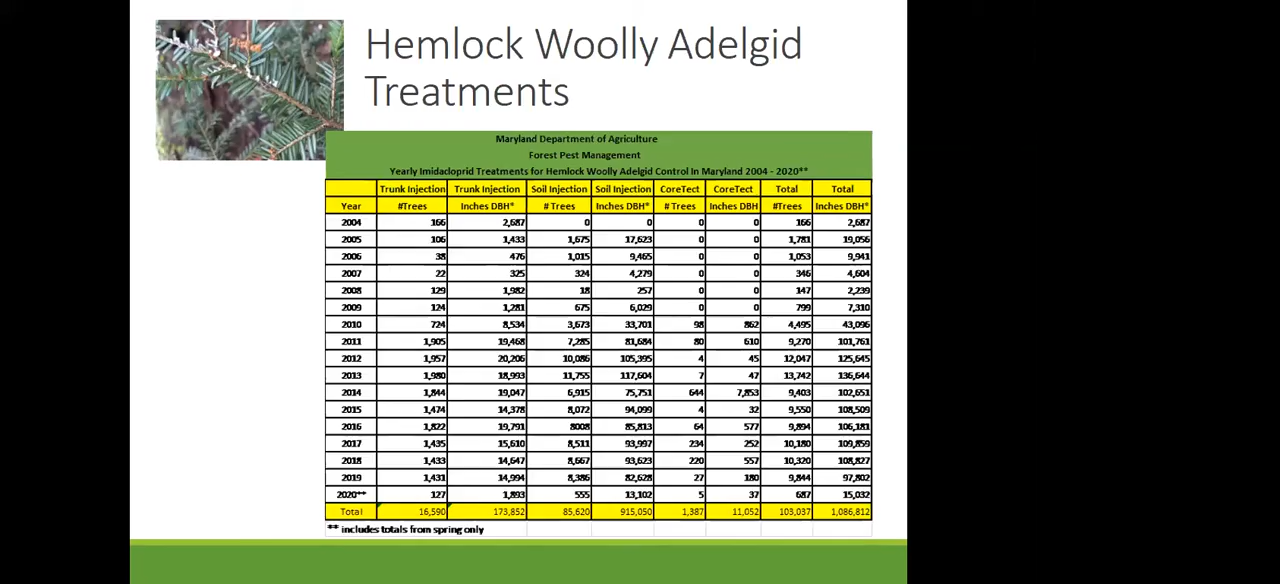 Hemlock Woolly Adelgid
Treatments
Maryland Department of Agriculture
Forest Pest Management
Yearly Imidacloprid Treatments for Hemlock Woolly Adelgid Control In Maryland 2004 - 2020**
Trunk Injection Trunk Injection Soil Injection Soil Injection CoreTect CoreTect Total Total
Year #Trees Inches DBH* # Trees Inches DBH* # Trees Inches DBH #Trees Inches DBH*
2004 166 2,687 0 0 0 0 166 2,687
2005 106 1,433 1,675 17,623 0 0 1,781 19,056
2006 38 476 1,015 9,465 0 0 1,053 9,941
2007 22 325 324 4,279 0 0 346 4,604
2008 129 1,982 18 257 0 0 147 2,239
2009 124 1,281 675 6,029 0 0 799 7,310
2010 724 8,534 3,673 33,701 98 862 4,495 43,096
2011 1,905 19,468 7,285 81,684 80 610 9,270 101,761
2012 1,957 20,206 10,086 105,395 4 45 12,047 125,645
2013 1,980 18,993 11,755 117,604 7 47 13,742 136,644
2014 1,844 19,047 6,915 75,751 644 7,853 9,403 102,651
2015 1,474 14,378 8,072 94,099 4 32 9,550 108,509
2016 1,822 19,791 8008 85,813 64 577 9,894 106,181
2017 1,435 15,610 8,511 93,997 234 252 10,180 109,859
2018 1,433 14,647 8,667 93,623 220 557 10,320 108,827
2019 1,431 14,994 8,386 82,628 27 180 9,844 97,802
2020** 127 1,893 555 13,102 5 37 687 15,032
Total 16,590 173,852 85,620 915,050 1,387 11,052 103,037 1,086,812
** includes totals from spring only